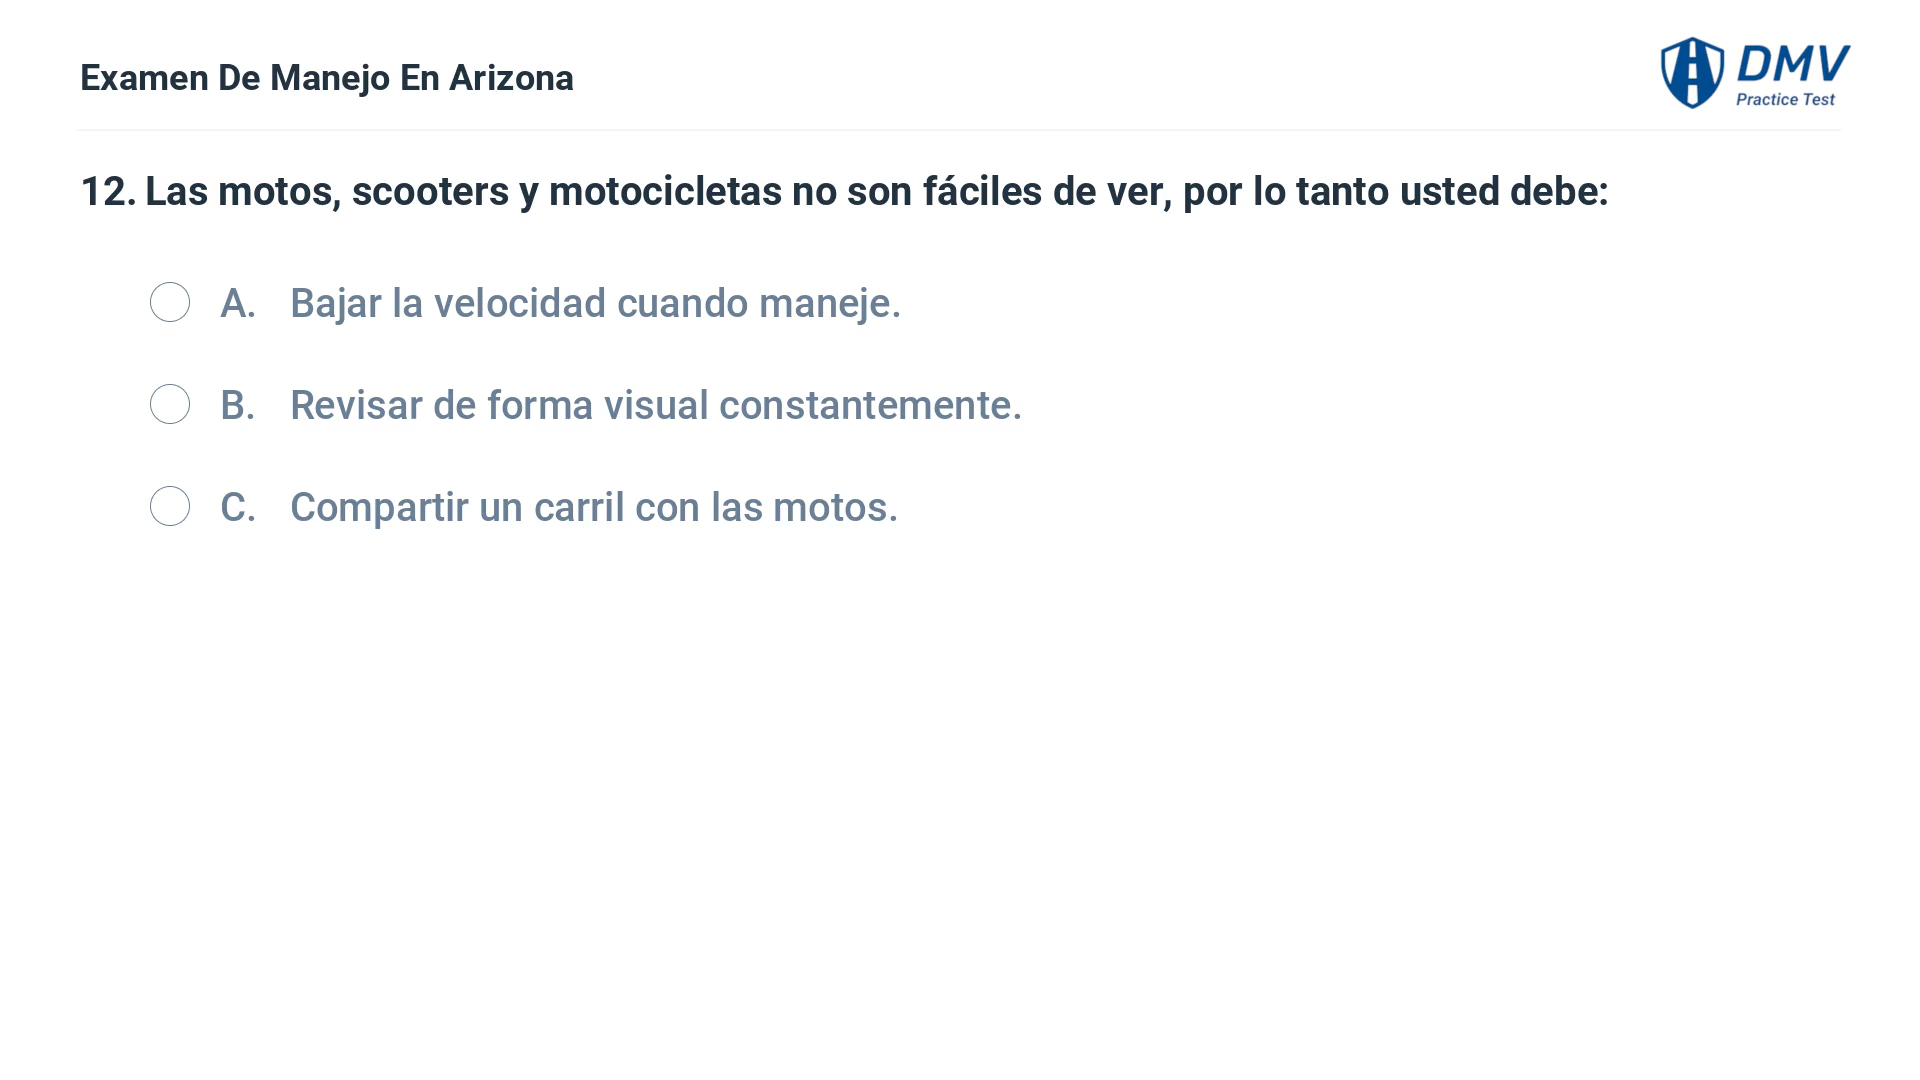 Examen De Manejo En Arizona
DMV
Practice Test
12. Las motos, scooters y motocicletas no son fáciles de ver, por lo tanto usted debe:
A. Bajar la velocidad cuando maneje.
B. Revisar de forma visual constantemente.
C. Compartir un carril con las motos.